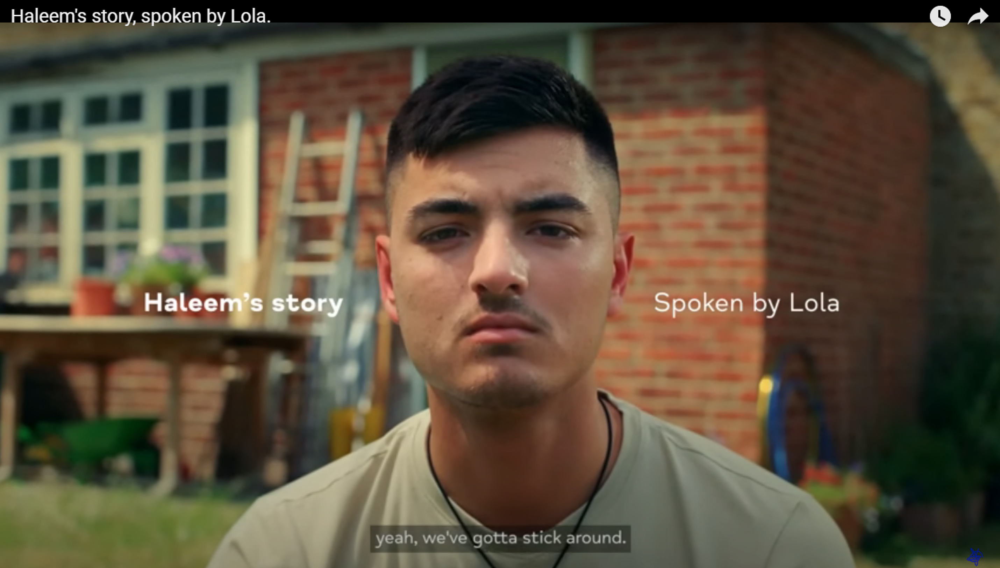 Haleem's story, spoken by Lola.
Haleem’s story
Spoken by Lola
yeah, we've gotta stick around.